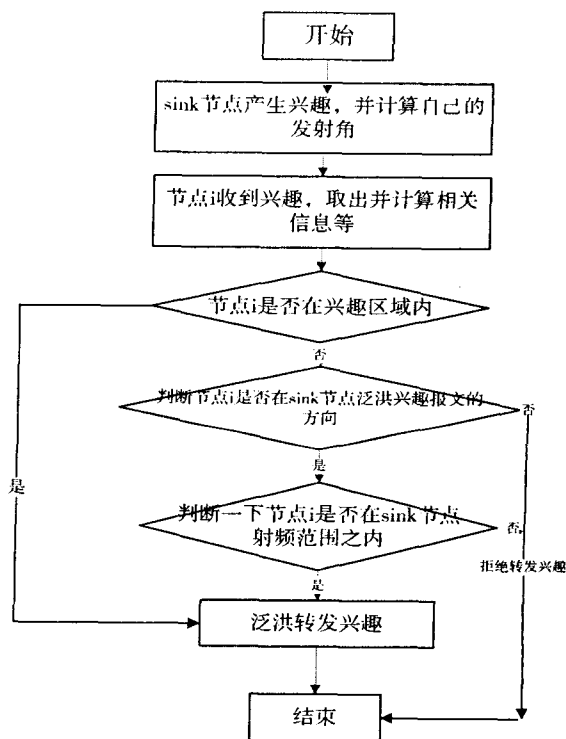 开始
sink节点产生兴趣，并计算自己的
发射角
节点i收到兴趣，取出并计算相关
信息等
节点i是否在兴趣区域内
否
判断节点i是否在sink节点泛洪兴趣报文的
方向
否
是
是
判断一下节点i是否在sink节点
射频范围之内
否
拒绝转发兴趣
是
泛洪转发兴趣
结束